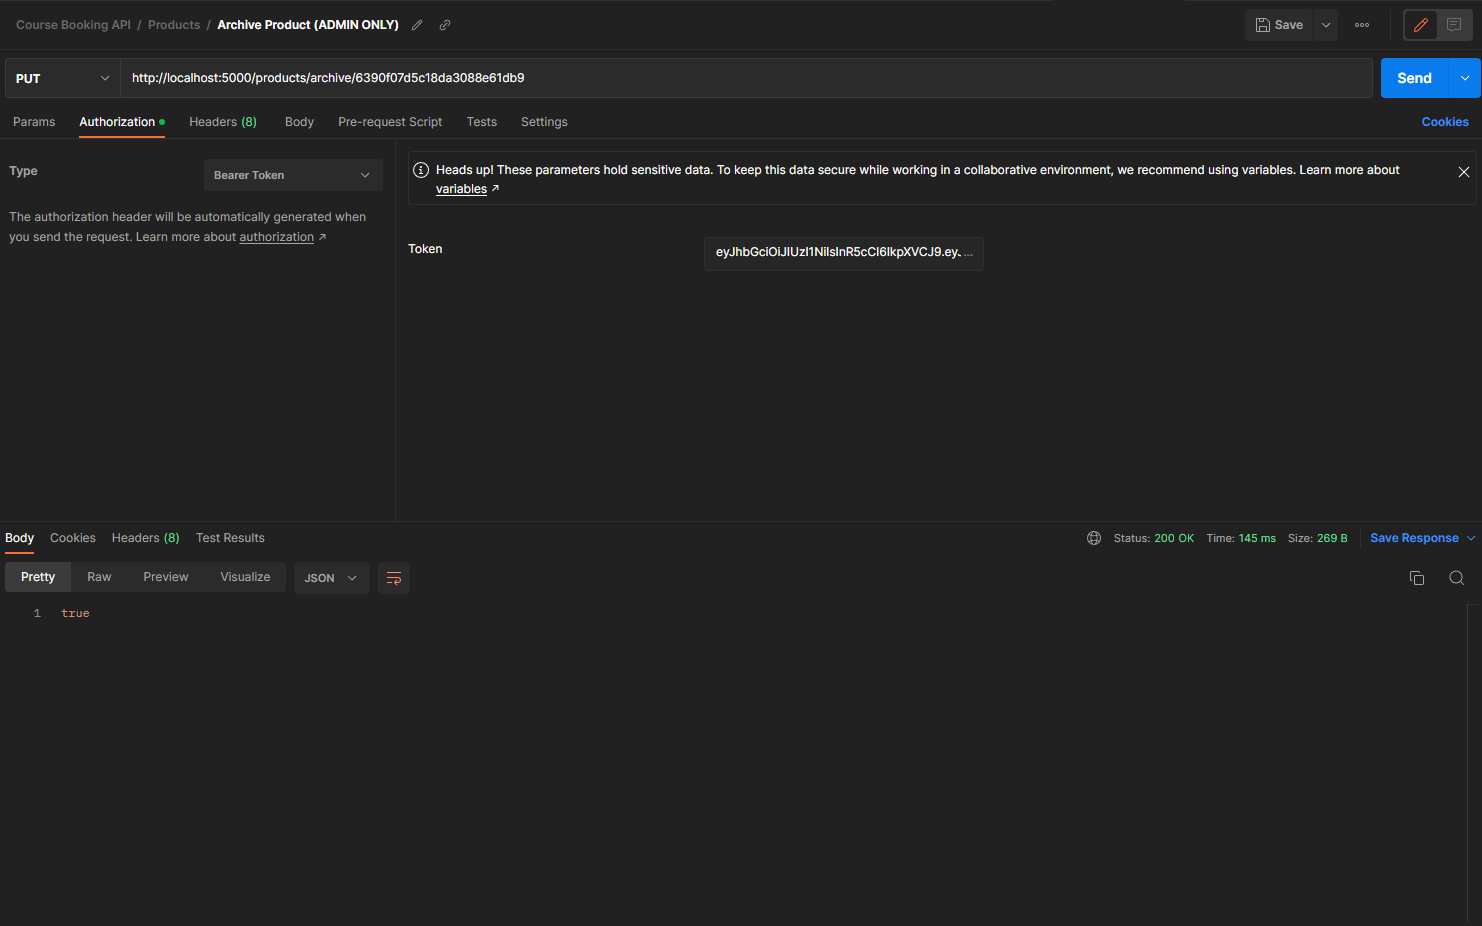 Course Booking API / Products / Archive Product (ADMIN ONLY)
Save
PUT
http://localhost:5000/products/archive/6390f07d5c18da3088e61db9
Send
Params Authorization Headers (8) Body Pre-request Script Tests Settings Cookies
Type
Bearer Token
The authorization header will be automatically generated when
you send the request. Learn more about authorization ↗
Heads up! These parameters hold sensitive data. To keep this data secure while working in a collaborative environment, we recommend using variables. Learn more about
variables ↗
Token
eyJhbGciOiJIUzI1NiIsInR5cCI6IkpXVCJ9.eyJ...
Body Cookies Headers (8) Test Results
Status: 200 OK Time: 145 ms Size: 269 B Save Response
Pretty Raw Preview Visualize JSON
1 true